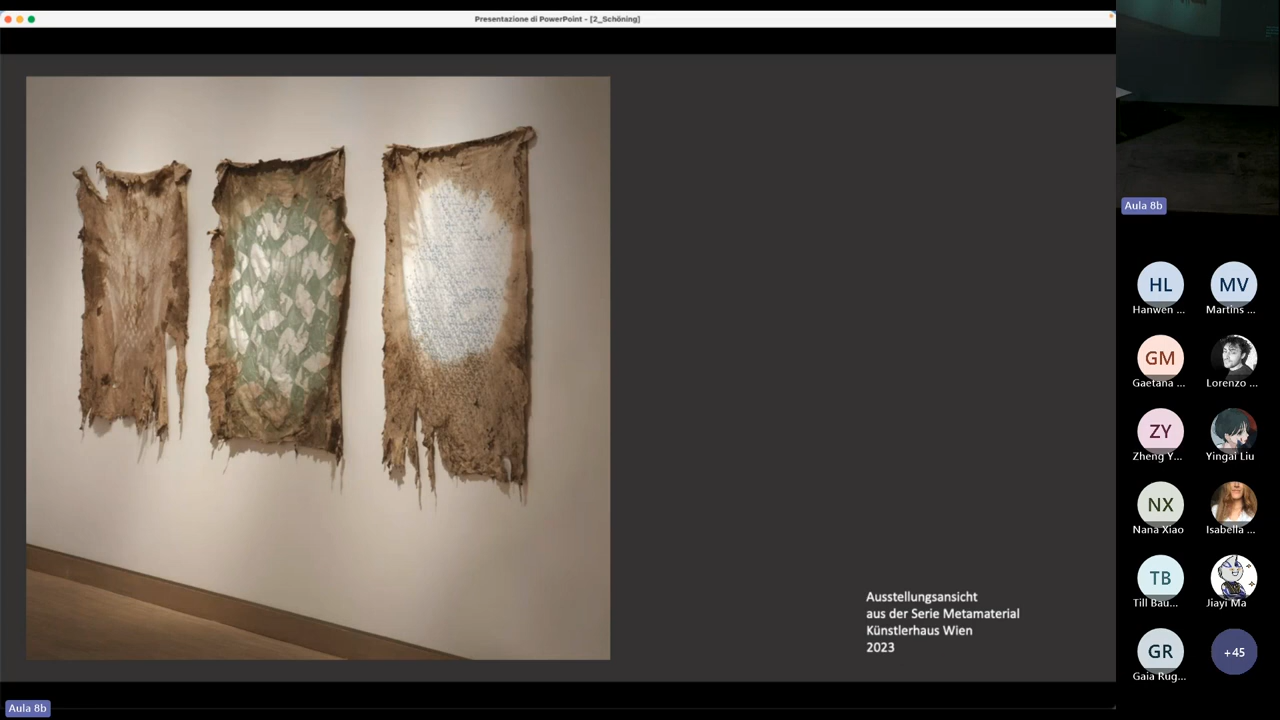 Presentazione di PowerPoint - [2_Schöning]
Ausstellungsansicht
aus der Serie Metamaterial
Künstlerhaus Wien
2023
Aula 8b
Aula 8b
HL
MV
Hanwen ...
Martins ...
GM
Gaetana ...
Lorenzo ...
ZY
Zheng Y...
Yingai Liu
NX
Nana Xiao
Isabella ...
TB
Till Bau...
Jiayi Ma
GR
+45
Gaia Rug...